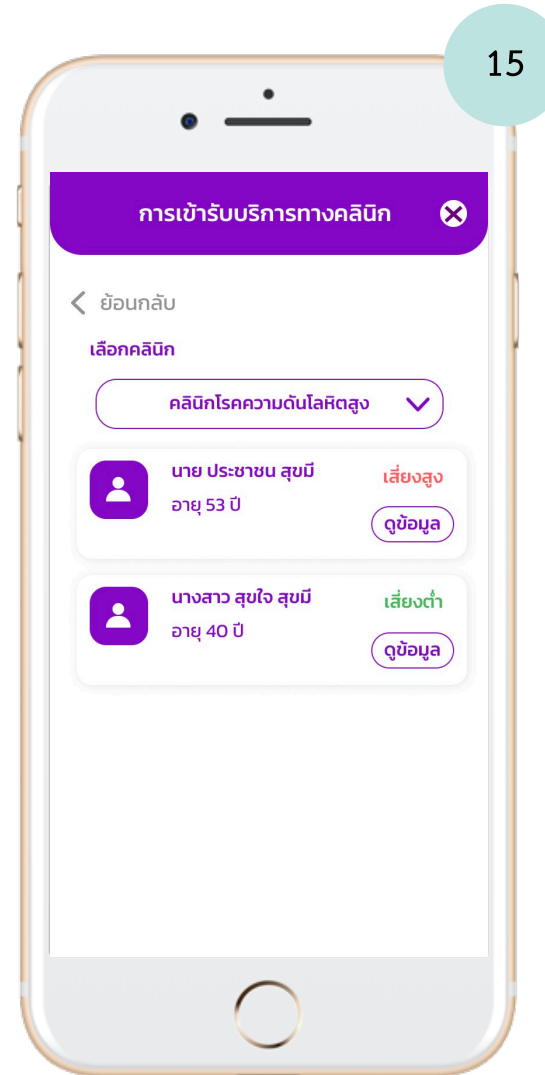 15
การเข้ารับบริการทางคลินิก
ย้อนกลับ
เลือกคลินิก
คลินิกโรคความดันโลหิตสูง
นาย ประชาชน สุขมี
เสี่ยงสูง
อายุ 53 ปี
ดูข้อมูล
นางสาว สุขใจ สุขมี
เสี่ยงต่ำ
อายุ 40 ปี
ดูข้อมูล